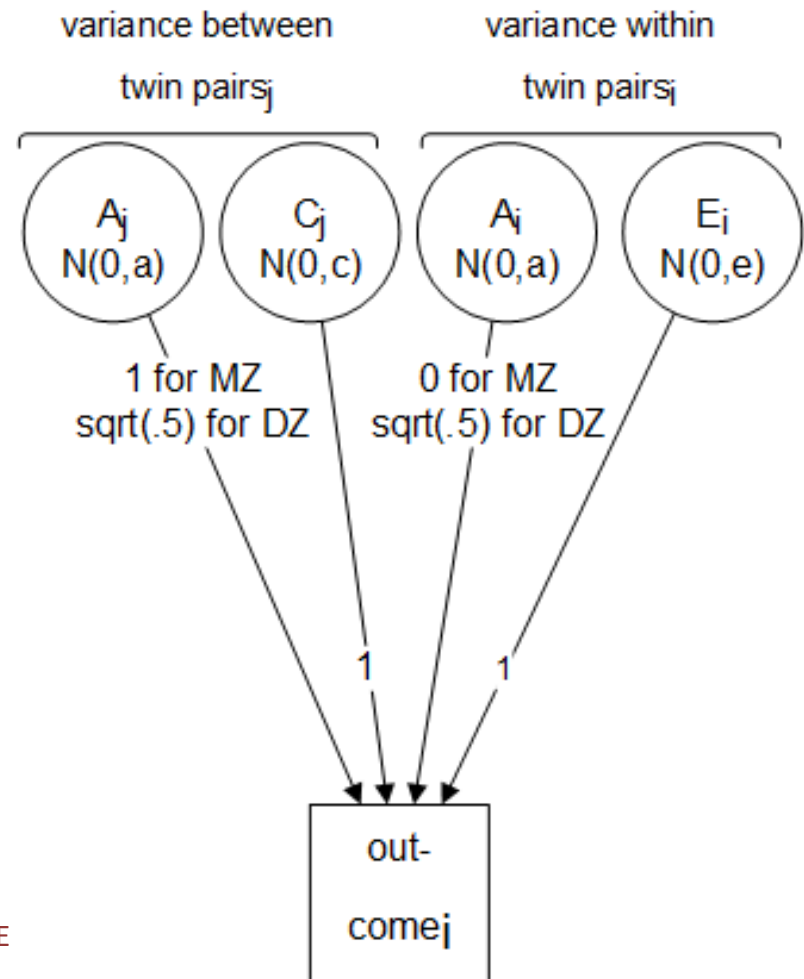 variance between
twin pairsj
variance within
twin pairsi
Aj
N(0,a)
Cj
N(0,c)
Ai
N(0,a)
Ei
N(0,e)
1 for MZ
sqrt(.5) for DZ
0 for MZ
sqrt(.5) for DZ
1
1
out-
comej
E